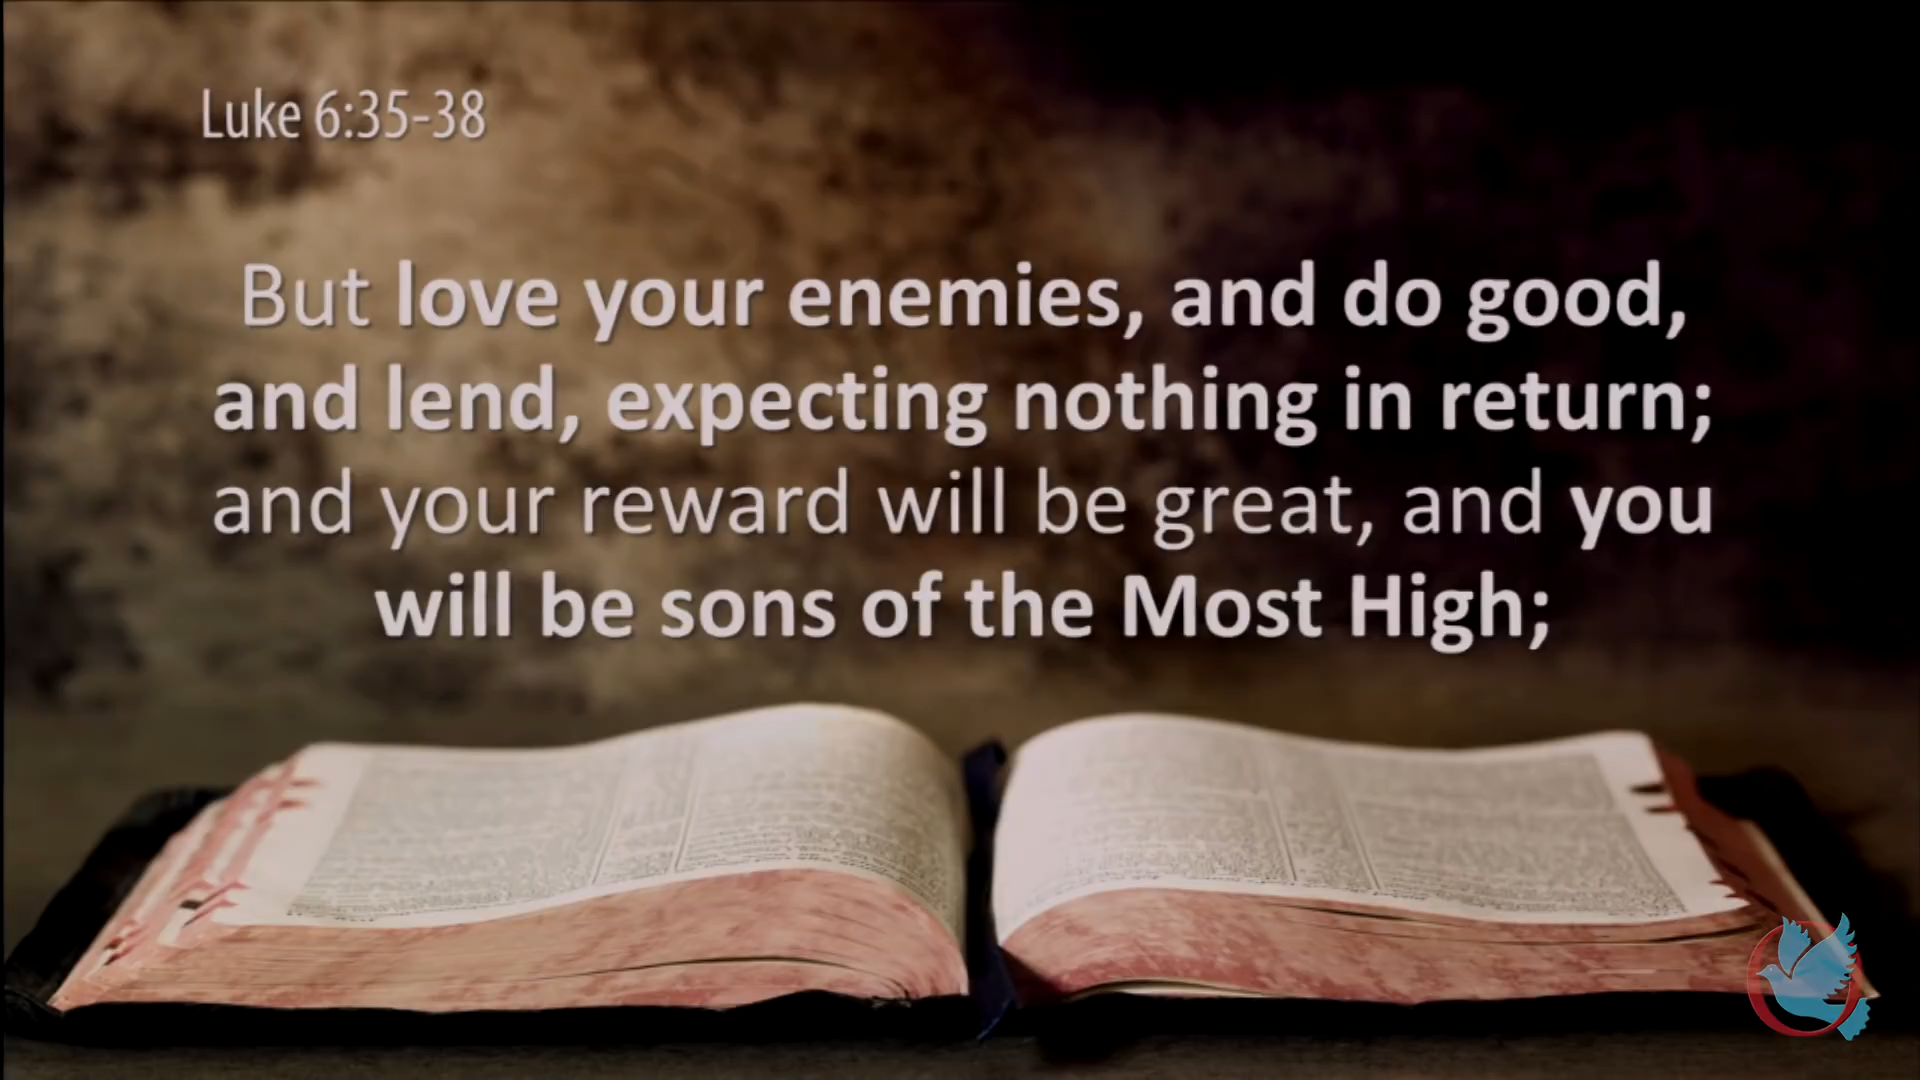 Luke 6:35-38
But love your enemies, and do good,
and lend, expecting nothing in return;
and your reward will be great, and you
will be sons of the Most High;